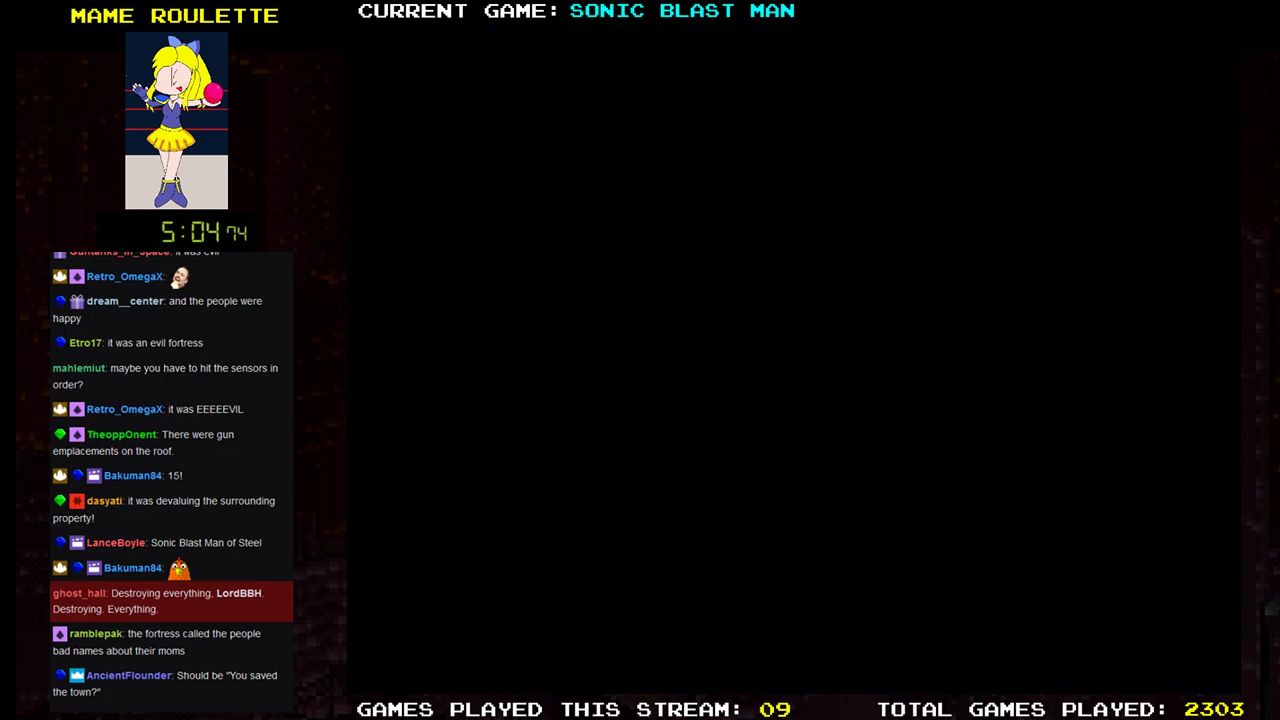 MAME ROULETTE
CURRENT GAME: SONIC BLAST MAN
5:04 74
Guntanks_In_Space: it was evil
Retro_OmegaX:
dream__center: and the people were
happy
Etro17: it was an evil fortress
mahlemiut: maybe you have to hit the sensors in
order?
Retro_OmegaX: it was EEEEEVIL
TheoppOnent: There were gun
emplacements on the roof.
Bakuman84: 15!
dasyati: it was devaluing the surrounding
property!
LanceBoyle: Sonic Blast Man of Steel
Bakuman84:
ghost_hall: Destroying everything, LordBBH.
Destroying. Everything.
ramblepak: the fortress called the people
bad names about their moms
AncientFlounder: Should be "You saved
the town?"
GAMES PLAYED THIS STREAM: 09
TOTAL GAMES PLAYED: 2303